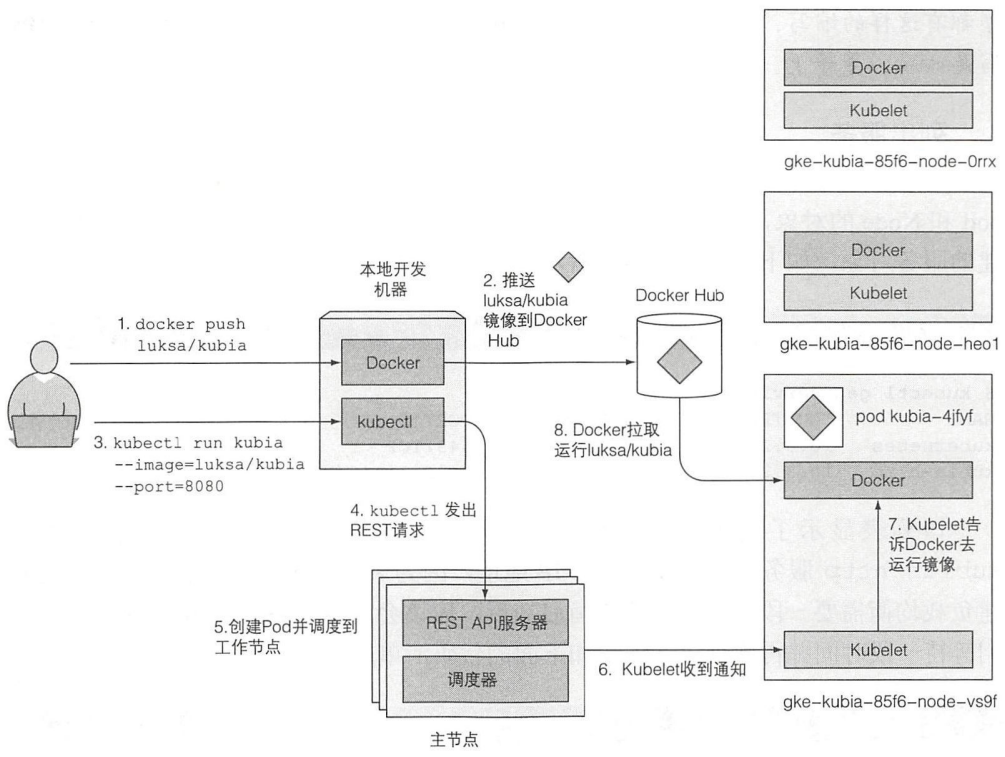 Docker
Kubelet
gke-kubia-85f6-node-0rrx
Docker
Kubelet
gke-kubia-85f6-node-heo1
本地开发
机器
2. 推送
luksa/kubia
镜像到Docker
Hub
Docker Hub
1. docker push
luksa/kubia
Docker
kubectl
3. kubectl run kubia
--image=luksa/kubia
--port=8080
8. Docker拉取
运行luksa/kubia
pod kubia-4jfyf
Docker
7. Kubelet告
诉Docker去
运行镜像
Kubelet
gke-kubia-85f6-node-vs9f
4. kubectl 发出
REST请求
5.创建Pod并调度到
工作节点
REST API服务器
调度器
6. Kubelet收到通知
主节点